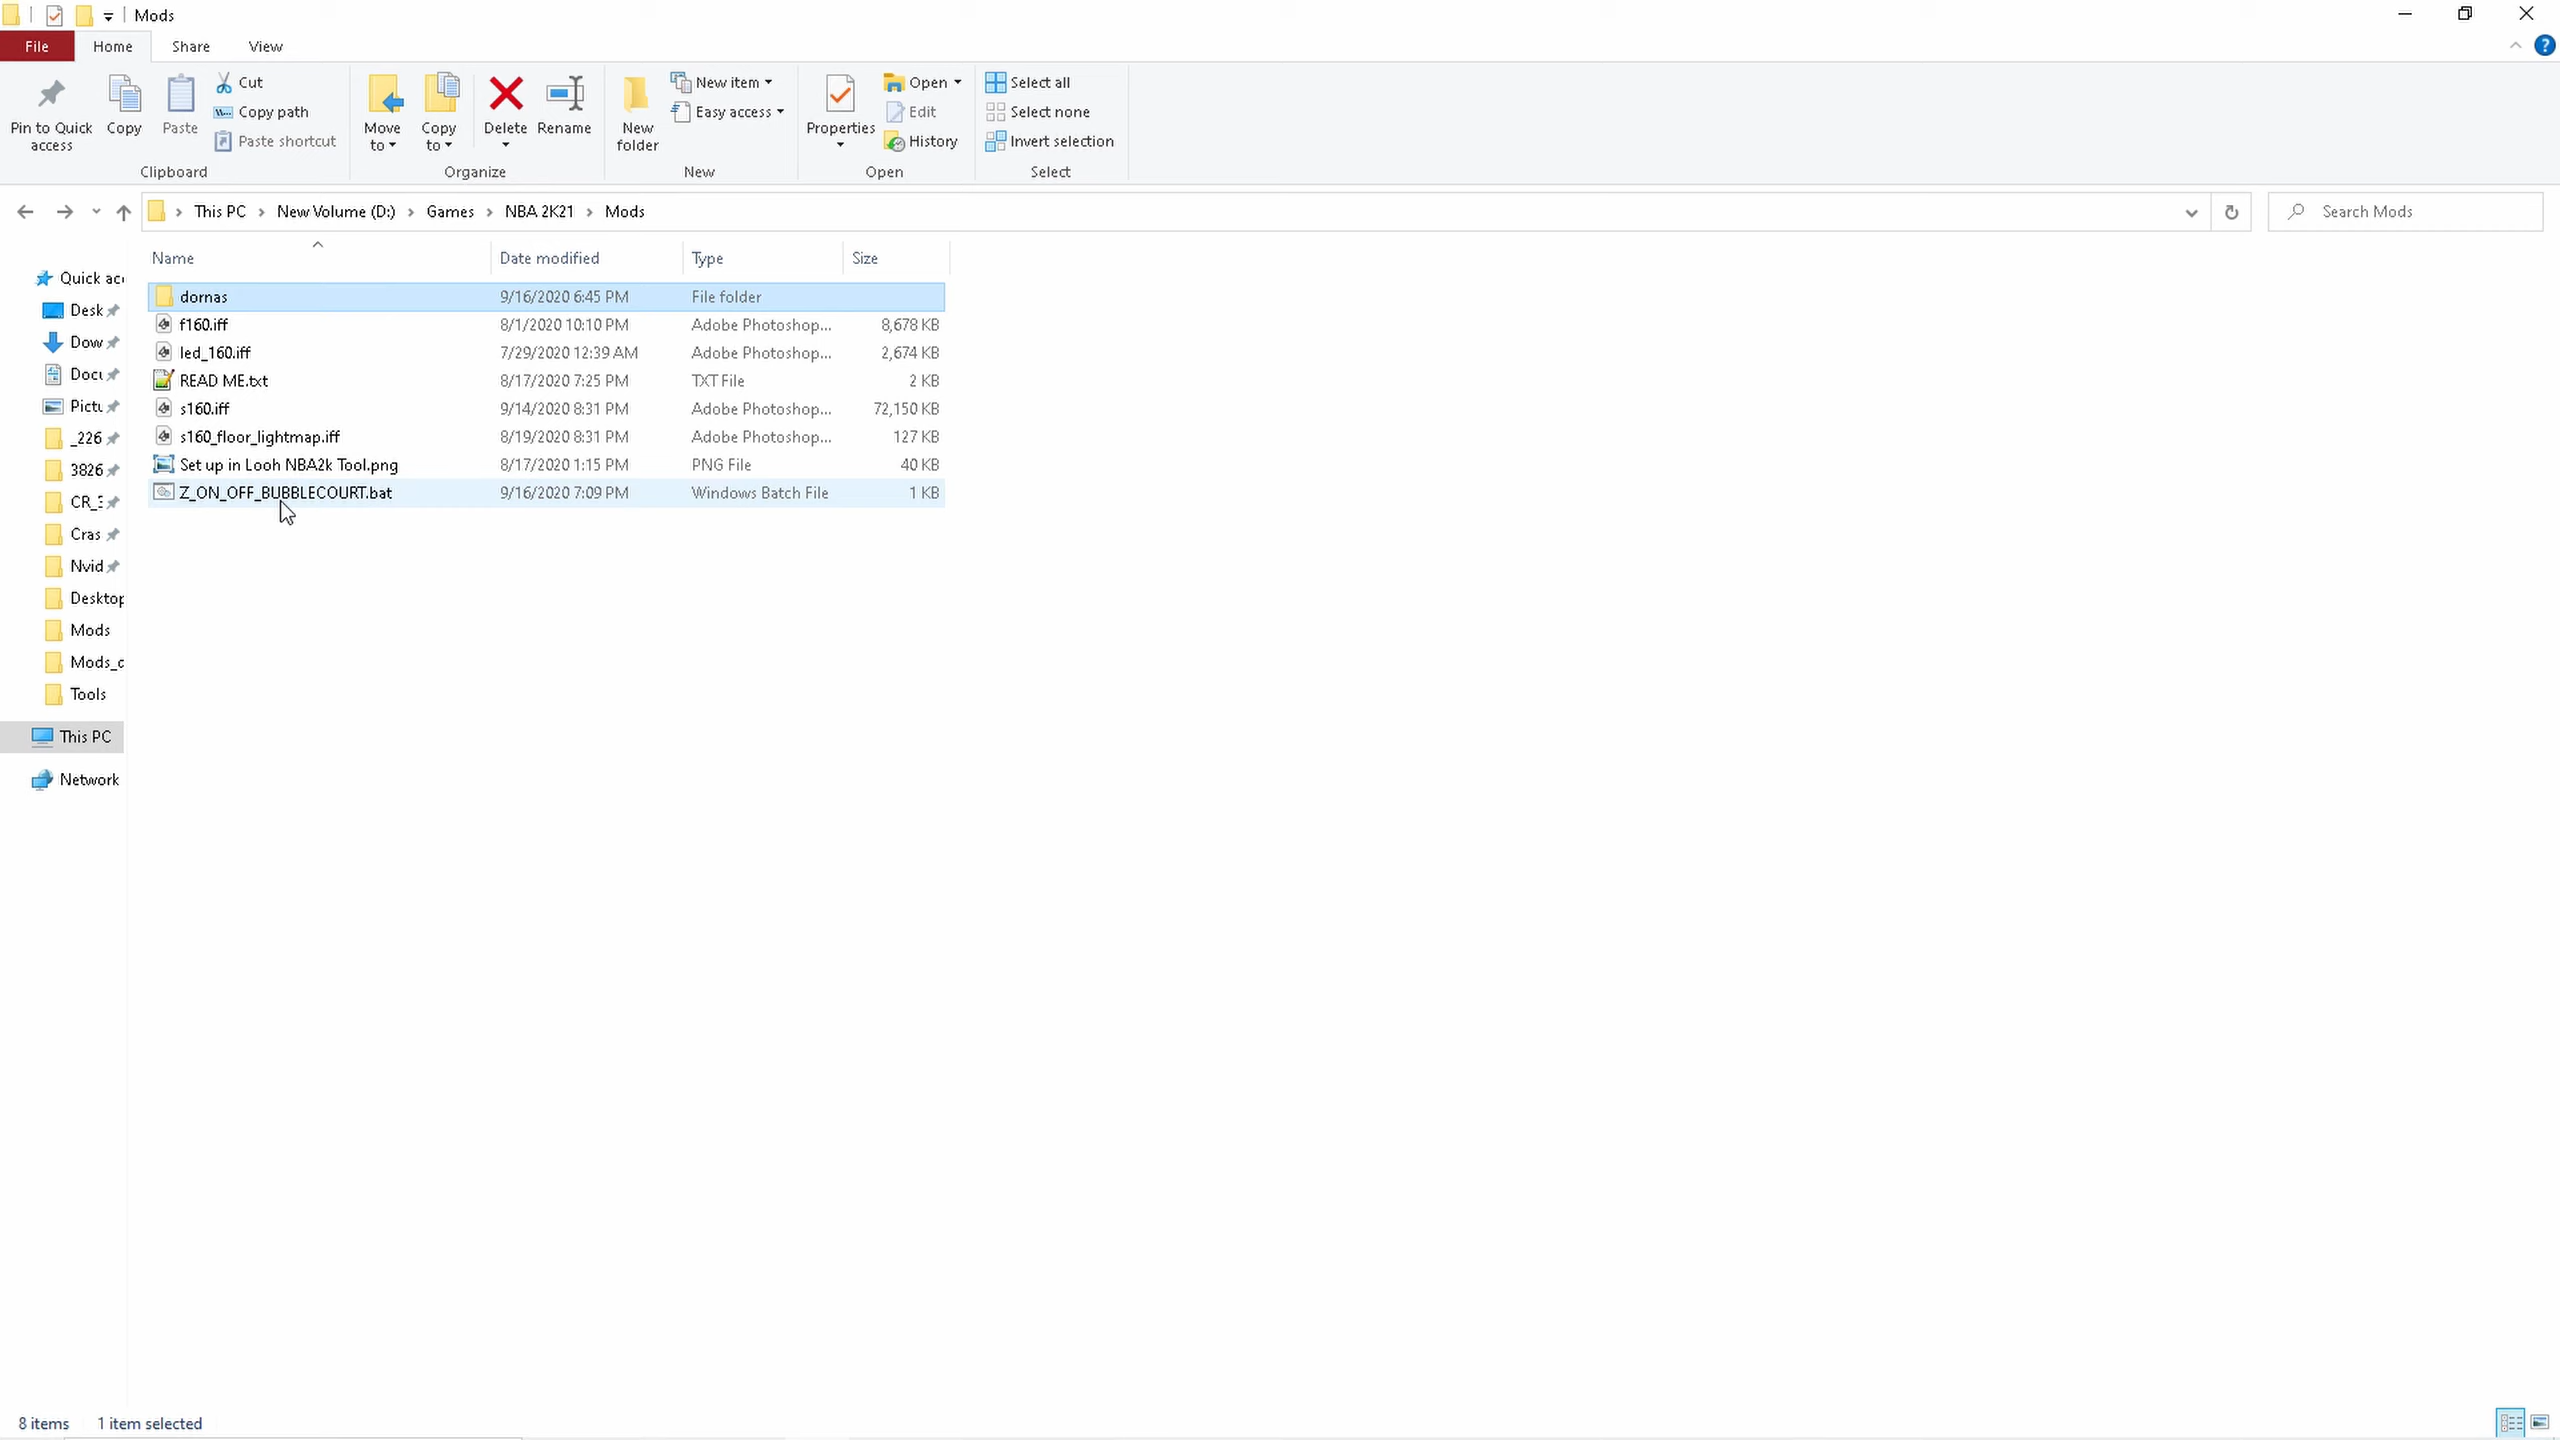 Mods
File Home Share View
Pin to Quick access
Copy
Paste
Cut
Copy path
Paste shortcut
Clipboard
Move to
Copy to
Delete
Rename
Organize
New folder
New item
Easy access
New
Properties
Open
Edit
History
Open
Select all
Select none
Invert selection
Select
This PC New Volume (D:) Games NBA 2K21 Mods
Search Mods
Name Date modified Type Size
dornas 9/16/2020 6:45 PM File folder
f160.iff 8/1/2020 10:10 PM Adobe Photoshop... 8,678 KB
led_160.iff 7/29/2020 12:39 AM Adobe Photoshop... 2,674 KB
READ ME.txt 8/17/2020 7:25 PM TXT File 2 KB
s160.iff 9/14/2020 8:31 PM Adobe Photoshop... 72,150 KB
s160_floor_lightmap.iff 8/19/2020 8:31 PM Adobe Photoshop... 127 KB
Set up in Looh NBA2k Tool.png 8/17/2020 1:15 PM PNG File 40 KB
Z_ON_OFF_BUBBLECOURT.bat 9/16/2020 7:09 PM Windows Batch File 1 KB
Quick acc
Desk
Dow
Docu
Pictu
_226
3826
CR_3
Cras
Nvid
Desktop
Mods
Mods_c
Tools
This PC
Network
8 items 1 item selected